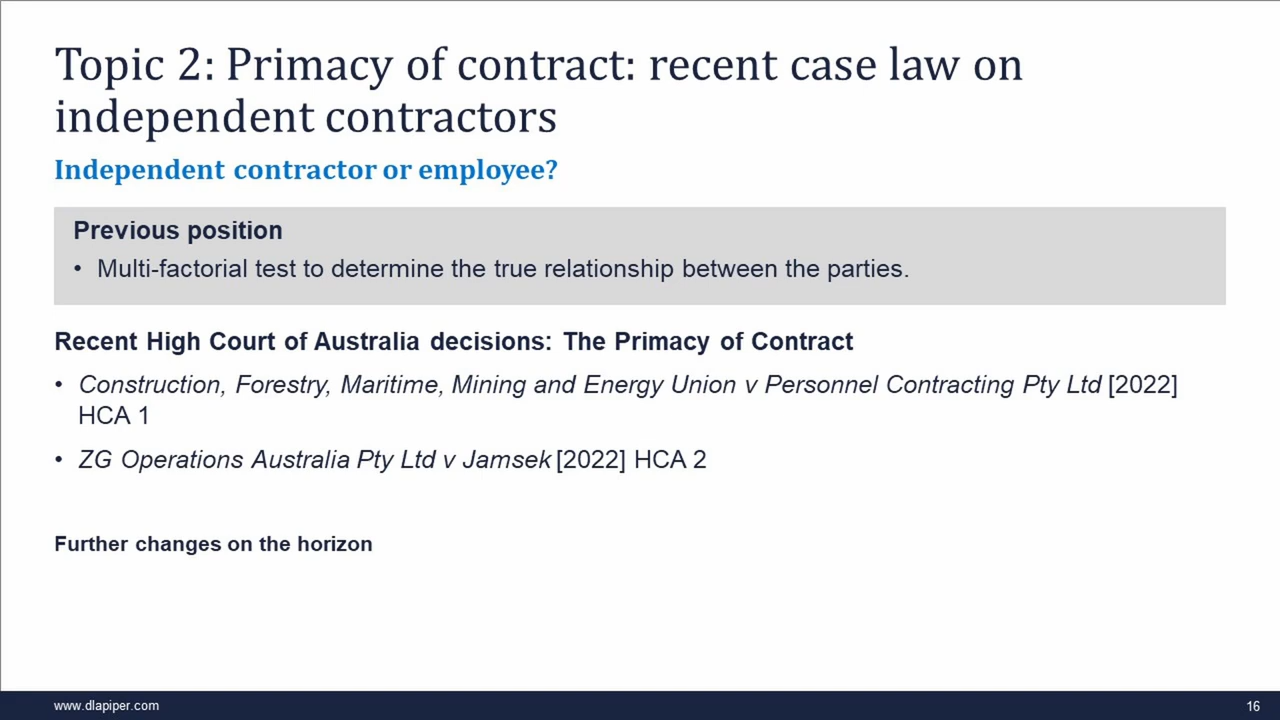 Topic 2: Primacy of contract: recent case law on
independent contractors
Independent contractor or employee?
Previous position
• Multi-factorial test to determine the true relationship between the parties.
Recent High Court of Australia decisions: The Primacy of Contract
• Construction, Forestry, Maritime, Mining and Energy Union v Personnel Contracting Pty Ltd [2022]
HCA 1
• ZG Operations Australia Pty Ltd v Jamsek [2022] HCA 2
Further changes on the horizon
www.dlapiper.com
16